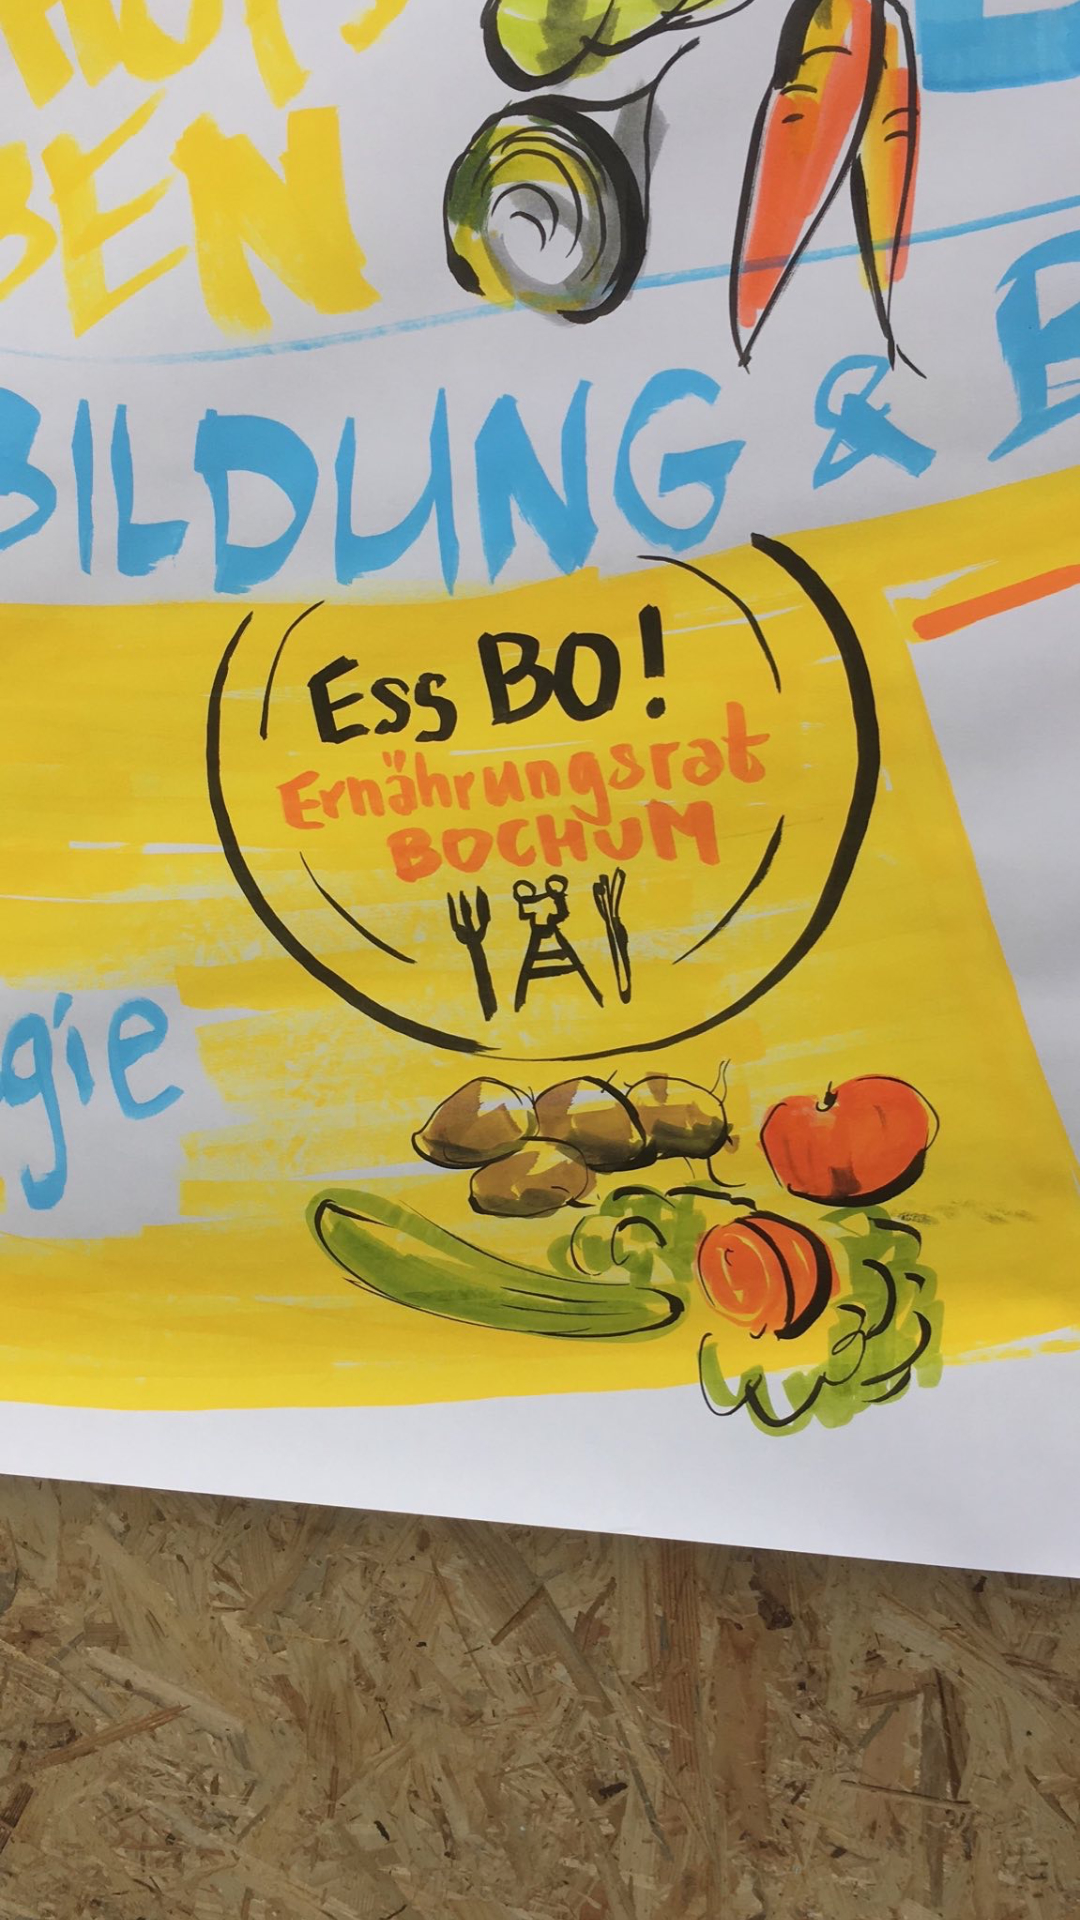 BEN
BILDUNG &
Ess BO!
Ernährungsrat
BOCHUM
gie